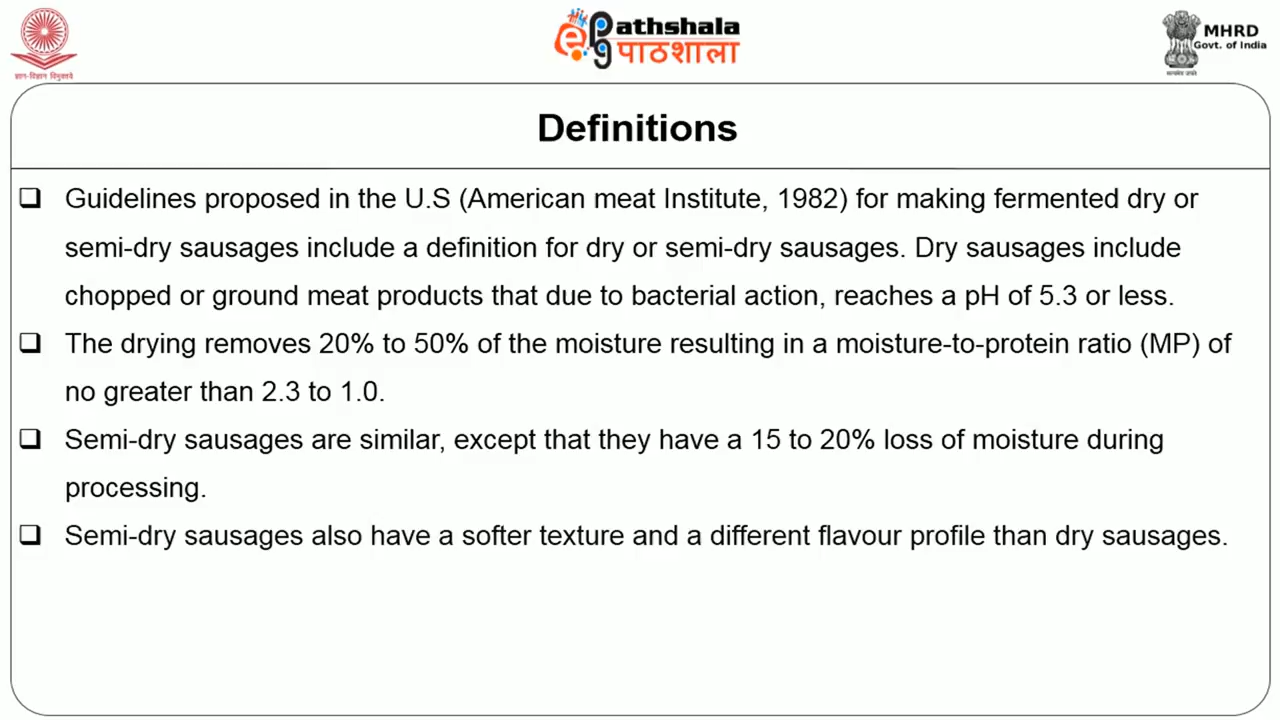 ज्ञान-विज्ञान विमुक्तये
ePathshala
पाठशाला
MHRD
Govt. of India
सत्यमेव जयते
Definitions
❑ Guidelines proposed in the U.S (American meat Institute, 1982) for making fermented dry or
semi-dry sausages include a definition for dry or semi-dry sausages. Dry sausages include
chopped or ground meat products that due to bacterial action, reaches a pH of 5.3 or less.
❑ The drying removes 20% to 50% of the moisture resulting in a moisture-to-protein ratio (MP) of
no greater than 2.3 to 1.0.
❑ Semi-dry sausages are similar, except that they have a 15 to 20% loss of moisture during
processing.
❑ Semi-dry sausages also have a softer texture and a different flavour profile than dry sausages.